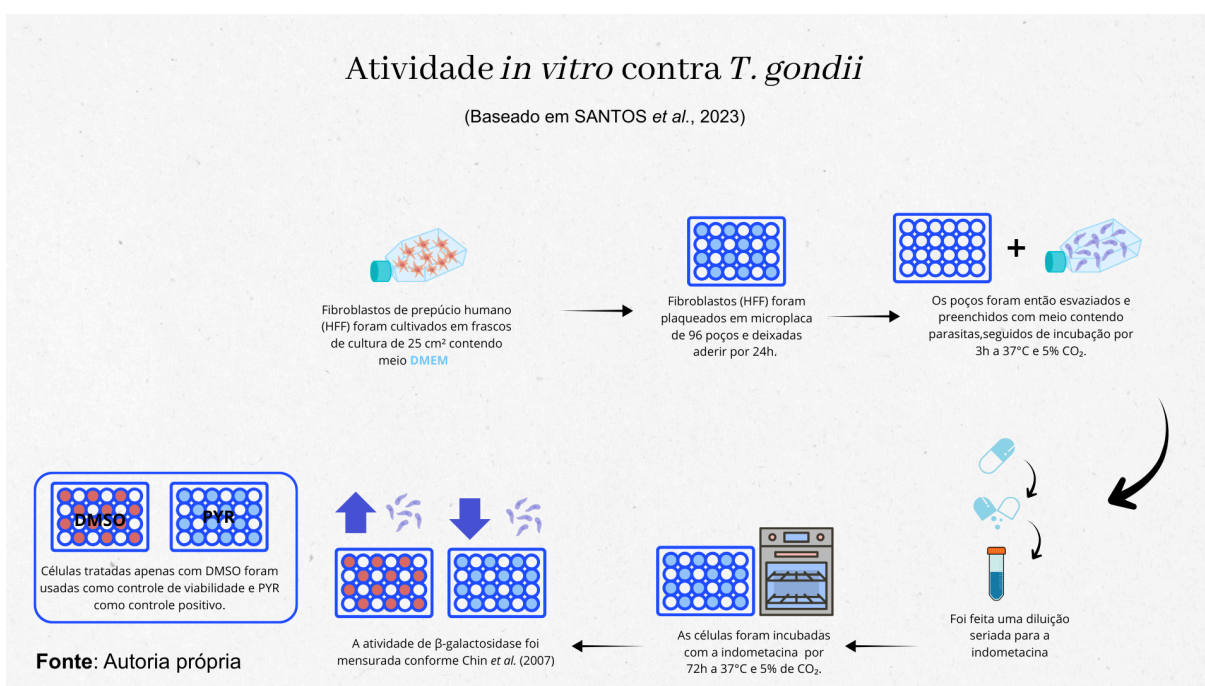 Atividade in vitro contra T. gondii
(Baseado em SANTOS et al., 2023)
Fibroblastos de prepúcio humano
(HFF) foram cultivados em frascos
de cultura de 25 cm² contendo
meio DMEM
Fibroblastos (HFF) foram
plaqueados em microplaca
de 96 poços e deixadas
aderir por 24h.
+
Os poços foram então esvaziados e
preenchidos com meio contendo
parasitas,seguidos de incubação por
3h a 37°C e 5% CO₂.
Foi feita uma diluição
seriada para a
indometacina
As células foram incubadas
com a indometacina por
72h a 37°C e 5% de CO₂.
A atividade de β-galactosidase foi
mensurada conforme Chin et al. (2007)
DMSO
PYR
Células tratadas apenas com DMSO foram
usadas como controle de viabilidade e PYR
como controle positivo.
Fonte: Autoria própria